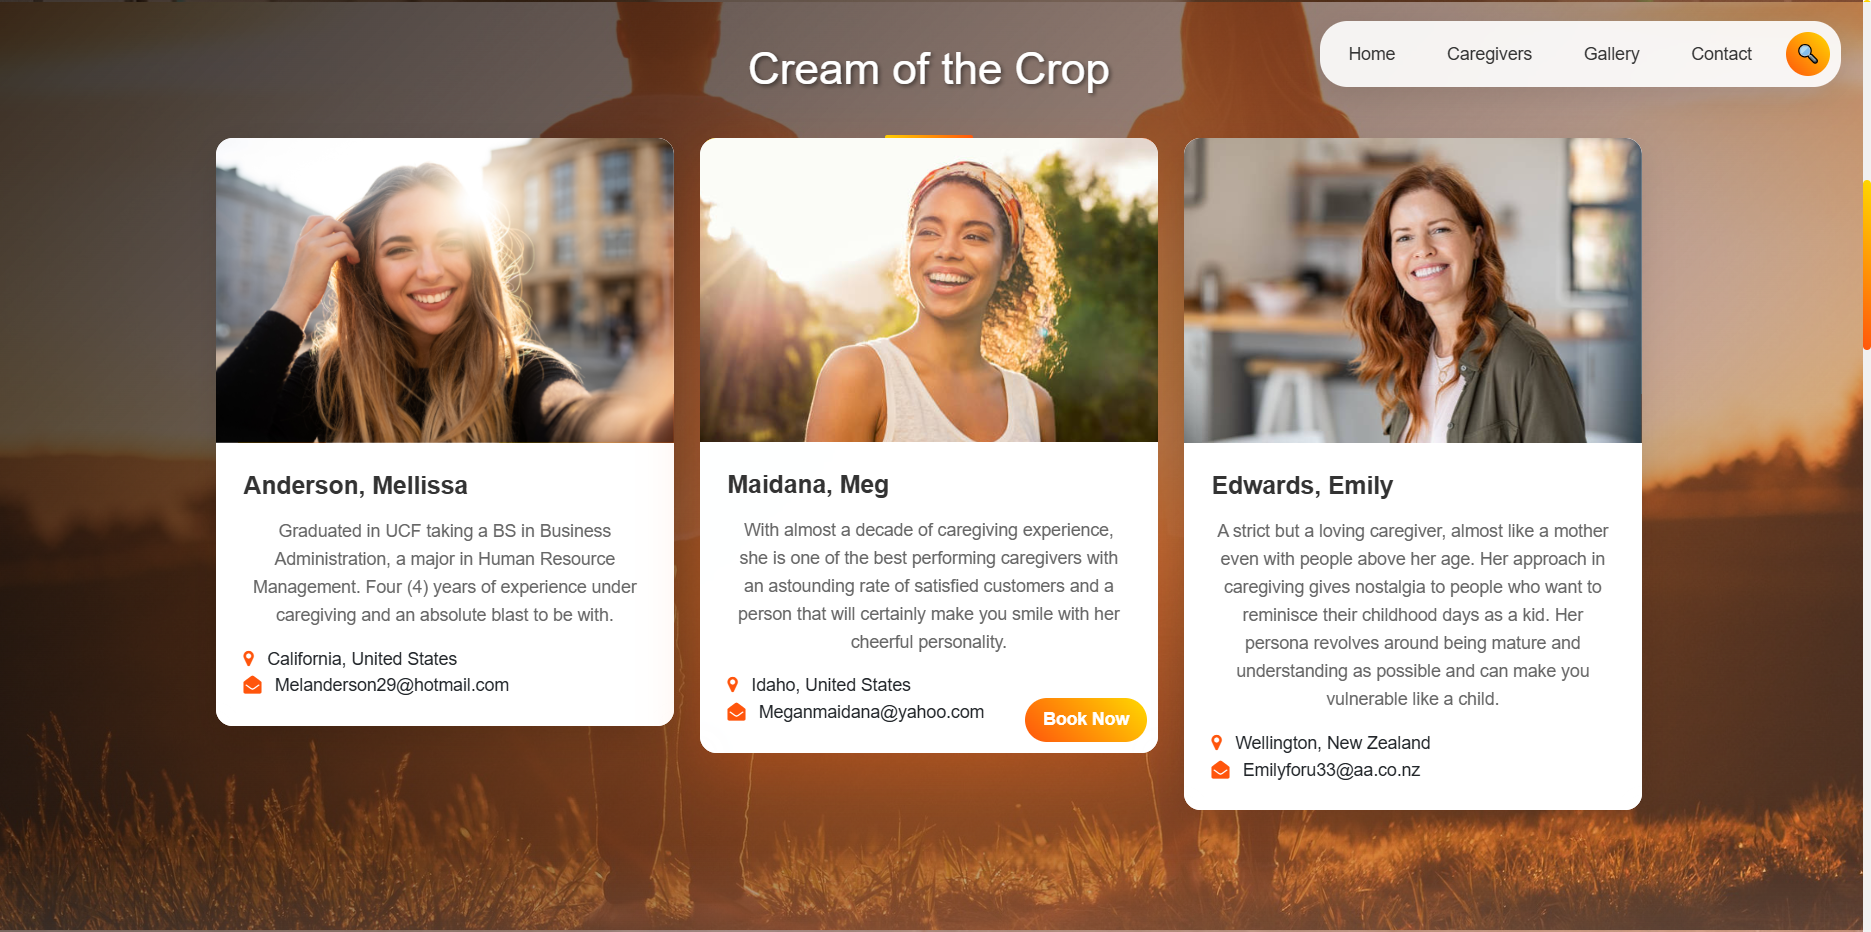 Home Caregivers Gallery Contact
Cream of the Crop
Anderson, Mellissa
Graduated in UCF taking a BS in Business
Administration, a major in Human Resource
Management. Four (4) years of experience under
caregiving and an absolute blast to be with.
California, United States
Melanderson29@hotmail.com
Maidana, Meg
With almost a decade of caregiving experience,
she is one of the best performing caregivers with
an astounding rate of satisfied customers and a
person that will certainly make you smile with her
cheerful personality.
Idaho, United States
Meganmaidana@yahoo.com
Book Now
Edwards, Emily
A strict but a loving caregiver, almost like a mother
even with people above her age. Her approach in
caregiving gives nostalgia to people who want to
reminisce their childhood days as a kid. Her
persona revolves around being mature and
understanding as possible and can make you
vulnerable like a child.
Wellington, New Zealand
Emilyforu33@aa.co.nz